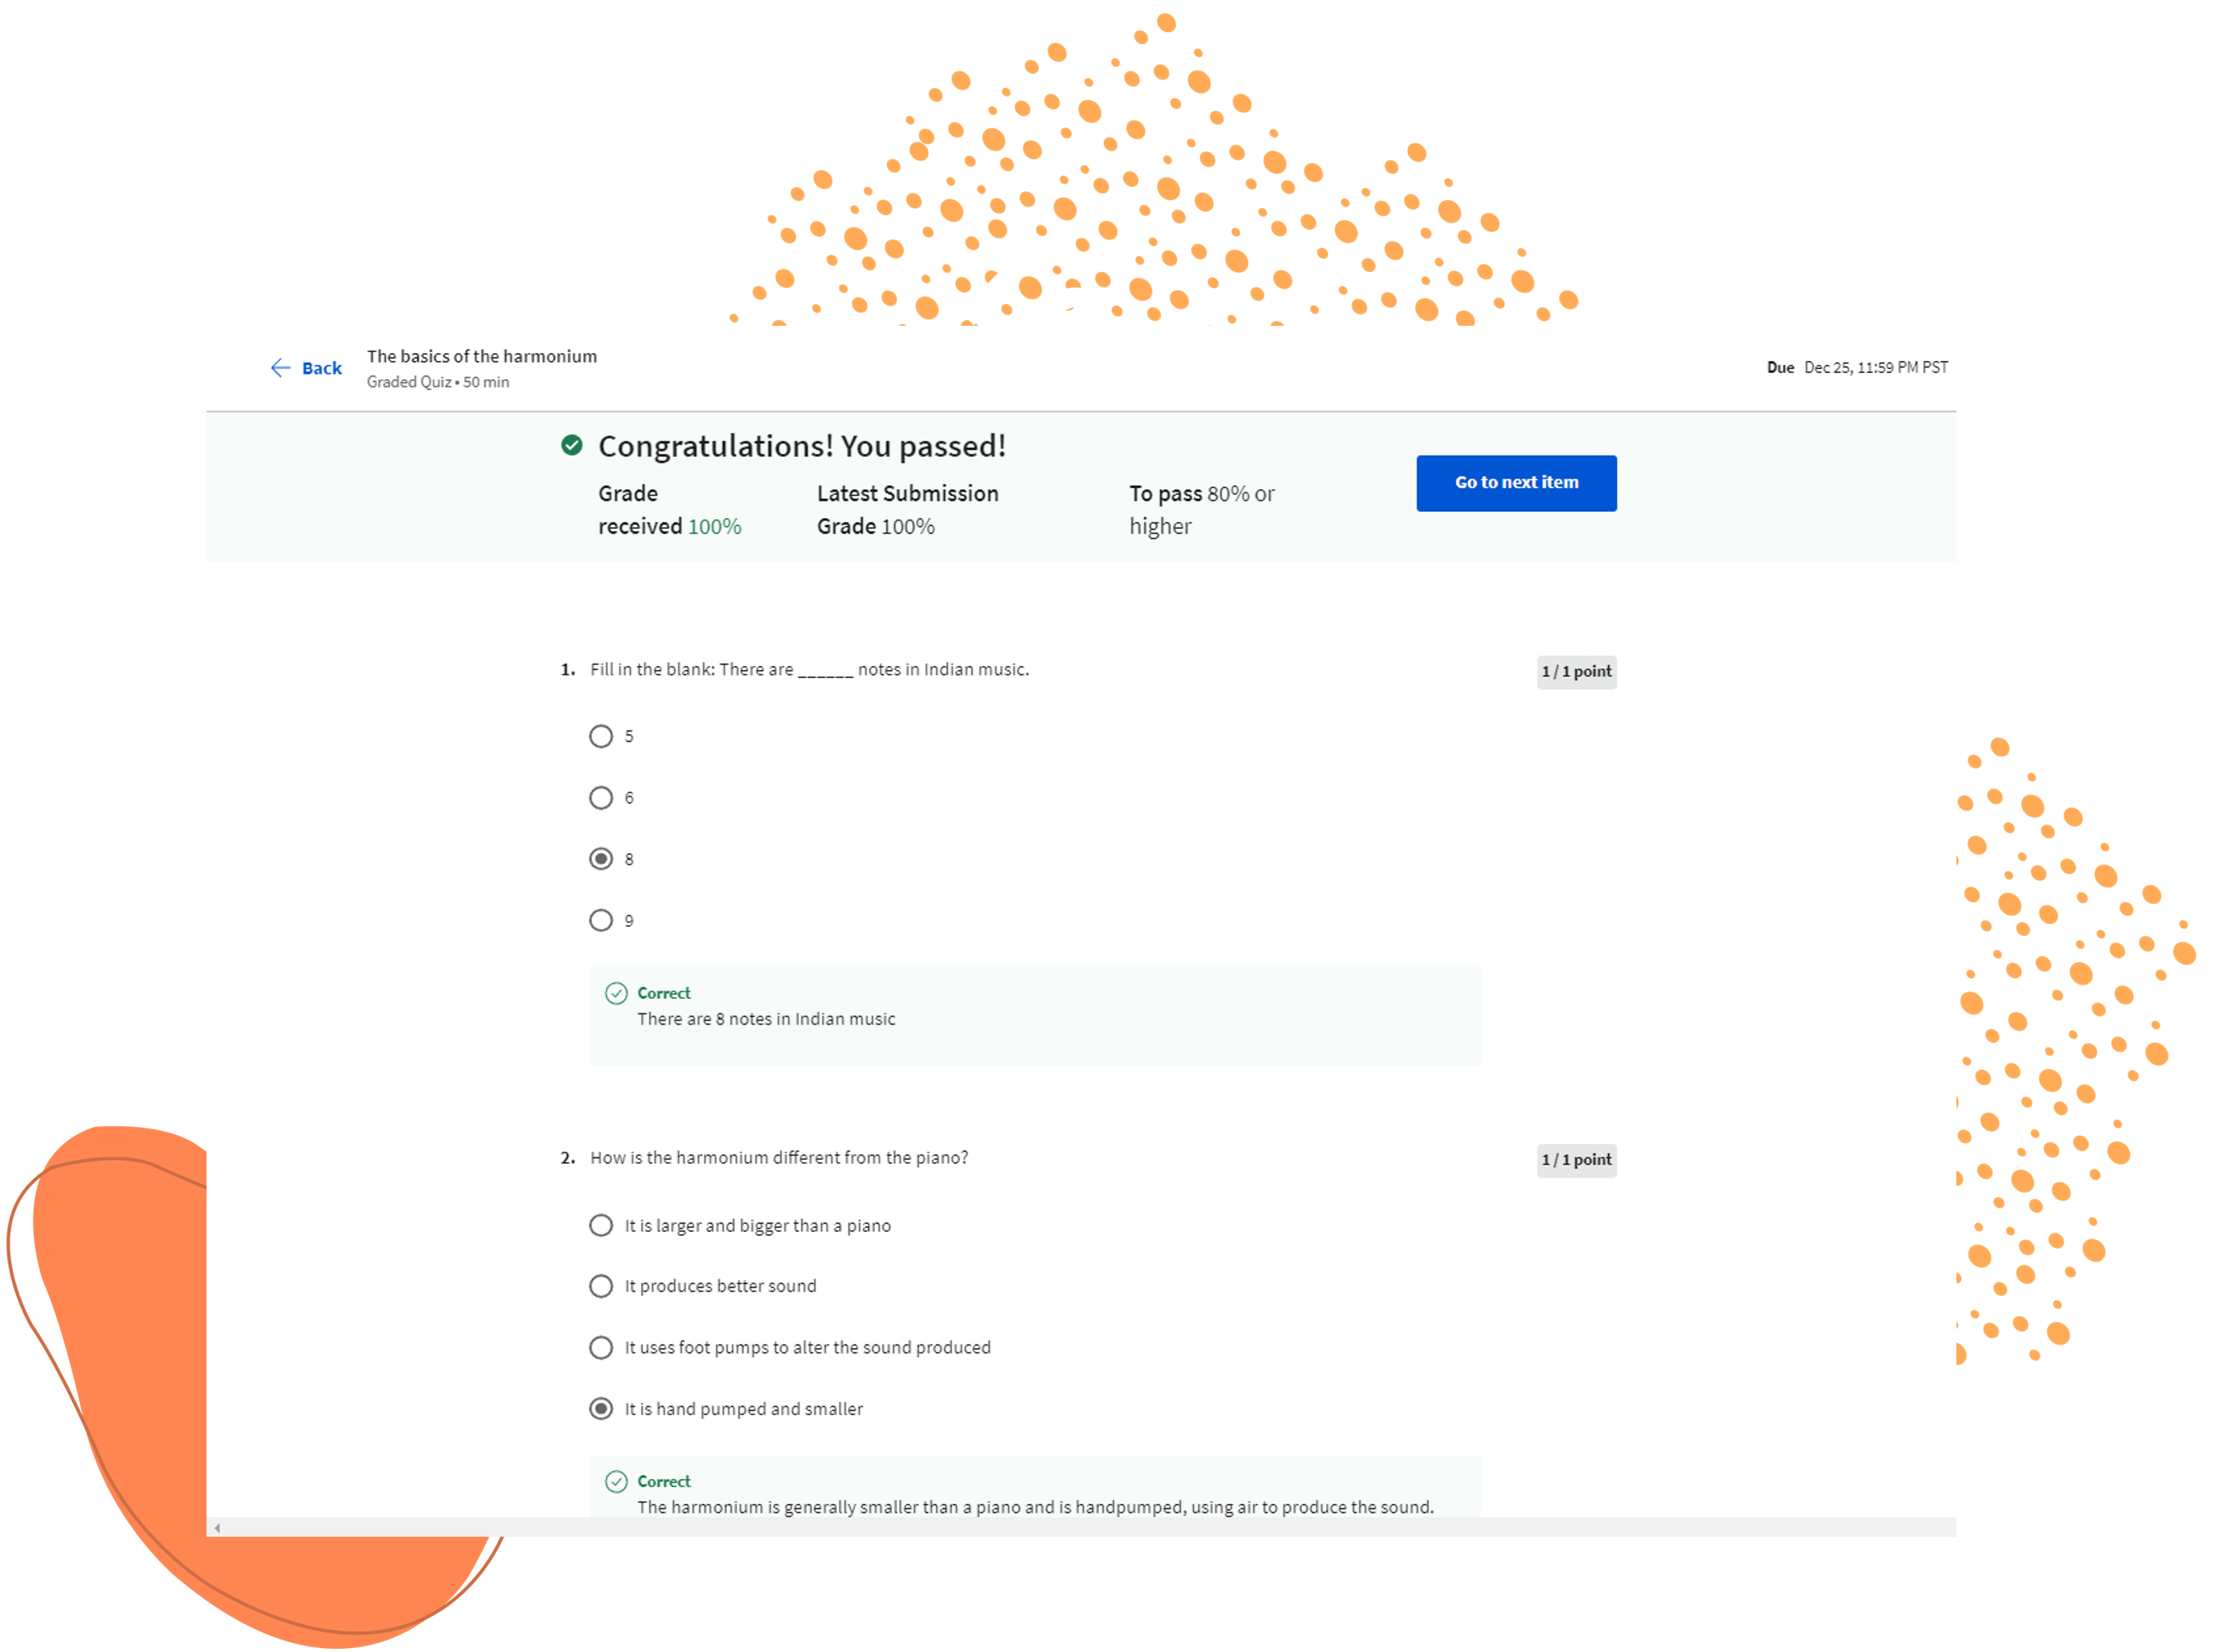 Back
The basics of the harmonium
Graded Quiz • 50 min
Due Dec 25, 11:59 PM PST
Congratulations! You passed!
Grade
received 100%
Latest Submission
Grade 100%
To pass 80% or
higher
Go to next item
1. Fill in the blank: There are ______ notes in Indian music.
1 / 1 point
5
6
8
9
Correct
There are 8 notes in Indian music
2. How is the harmonium different from the piano?
1 / 1 point
It is larger and bigger than a piano
It produces better sound
It uses foot pumps to alter the sound produced
It is hand pumped and smaller
Correct
The harmonium is generally smaller than a piano and is handpumped, using air to produce the sound.